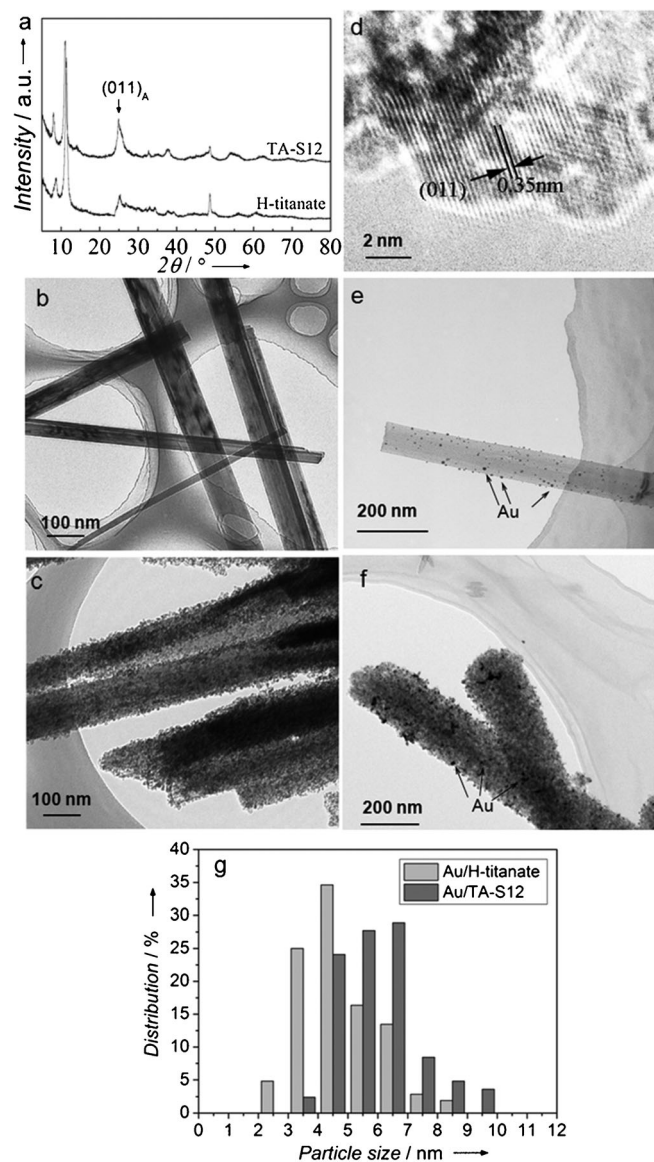 a
Intensity / a.u.
(011)A
TA-S12
H-titanate
10 20 30 40 50 60 70 80
2θ / °
b
100 nm
c
100 nm
d
(011)
0.35nm
2 nm
e
Au
200 nm
f
Au
200 nm
g
Au/H-titanate
Au/TA-S12
Distribution / %
40
35
30
25
20
15
10
5
0
0 1 2 3 4 5 6 7 8 9 10 11 12
Particle size / nm